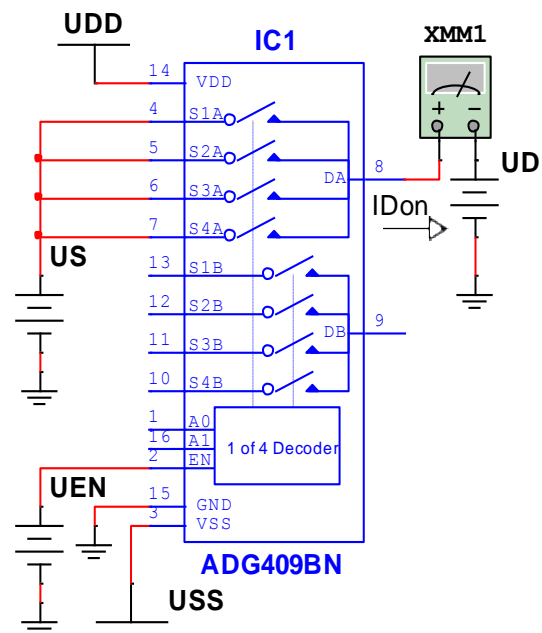 UDD
IC1
XMM1
14
VDD
4
S1A
5
S2A
6
S3A
DA
8
7
S4A
UD
IDon
US
13
S1B
12
S2B
11
S3B
DB
9
10
S4B
1
A0
16
A1
2
EN
1 of 4 Decoder
UEN
15
GND
3
VSS
ADG409BN
USS
+
−